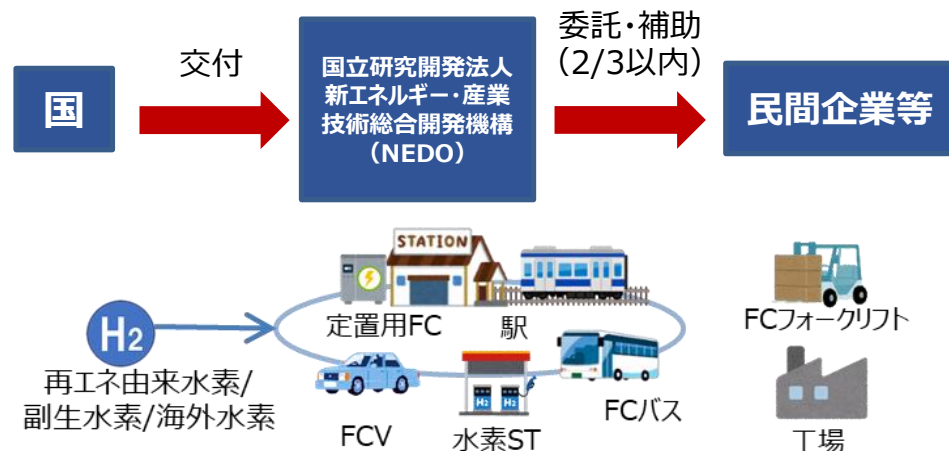 国
交付
国立研究開発法人
新エネルギー・産業
技術総合開発機構
（NEDO）
委託・補助
（2/3以内）
民間企業等
H2
再エネ由来水素/
副生水素/海外水素
STATION
定置用FC
駅
FCV
H2 H2
水素ST
FCバス
FCフォークリフト
工場